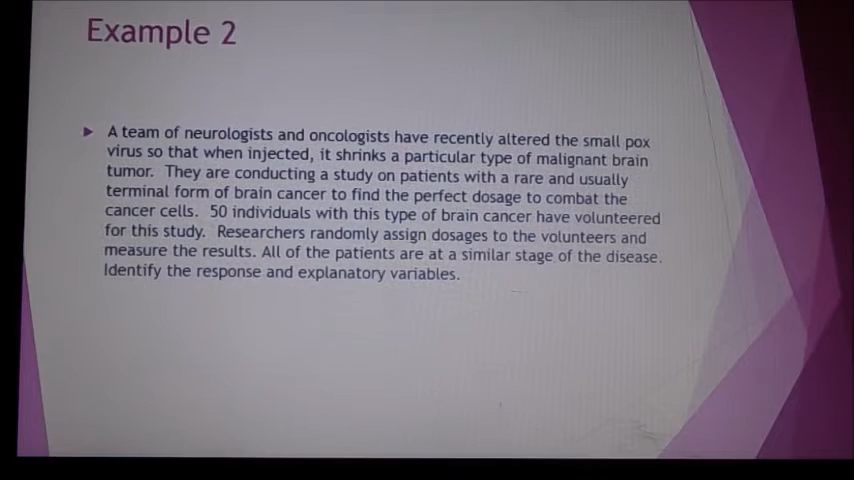 Example 2
A team of neurologists and oncologists have recently altered the small pox
virus so that when injected, it shrinks a particular type of malignant brain
tumor. They are conducting a study on patients with a rare and usually
terminal form of brain cancer to find the perfect dosage to combat the
cancer cells. 50 individuals with this type of brain cancer have volunteered
for this study. Researchers randomly assign dosages to the volunteers and
measure the results. All of the patients are at a similar stage of the disease.
Identify the response and explanatory variables.